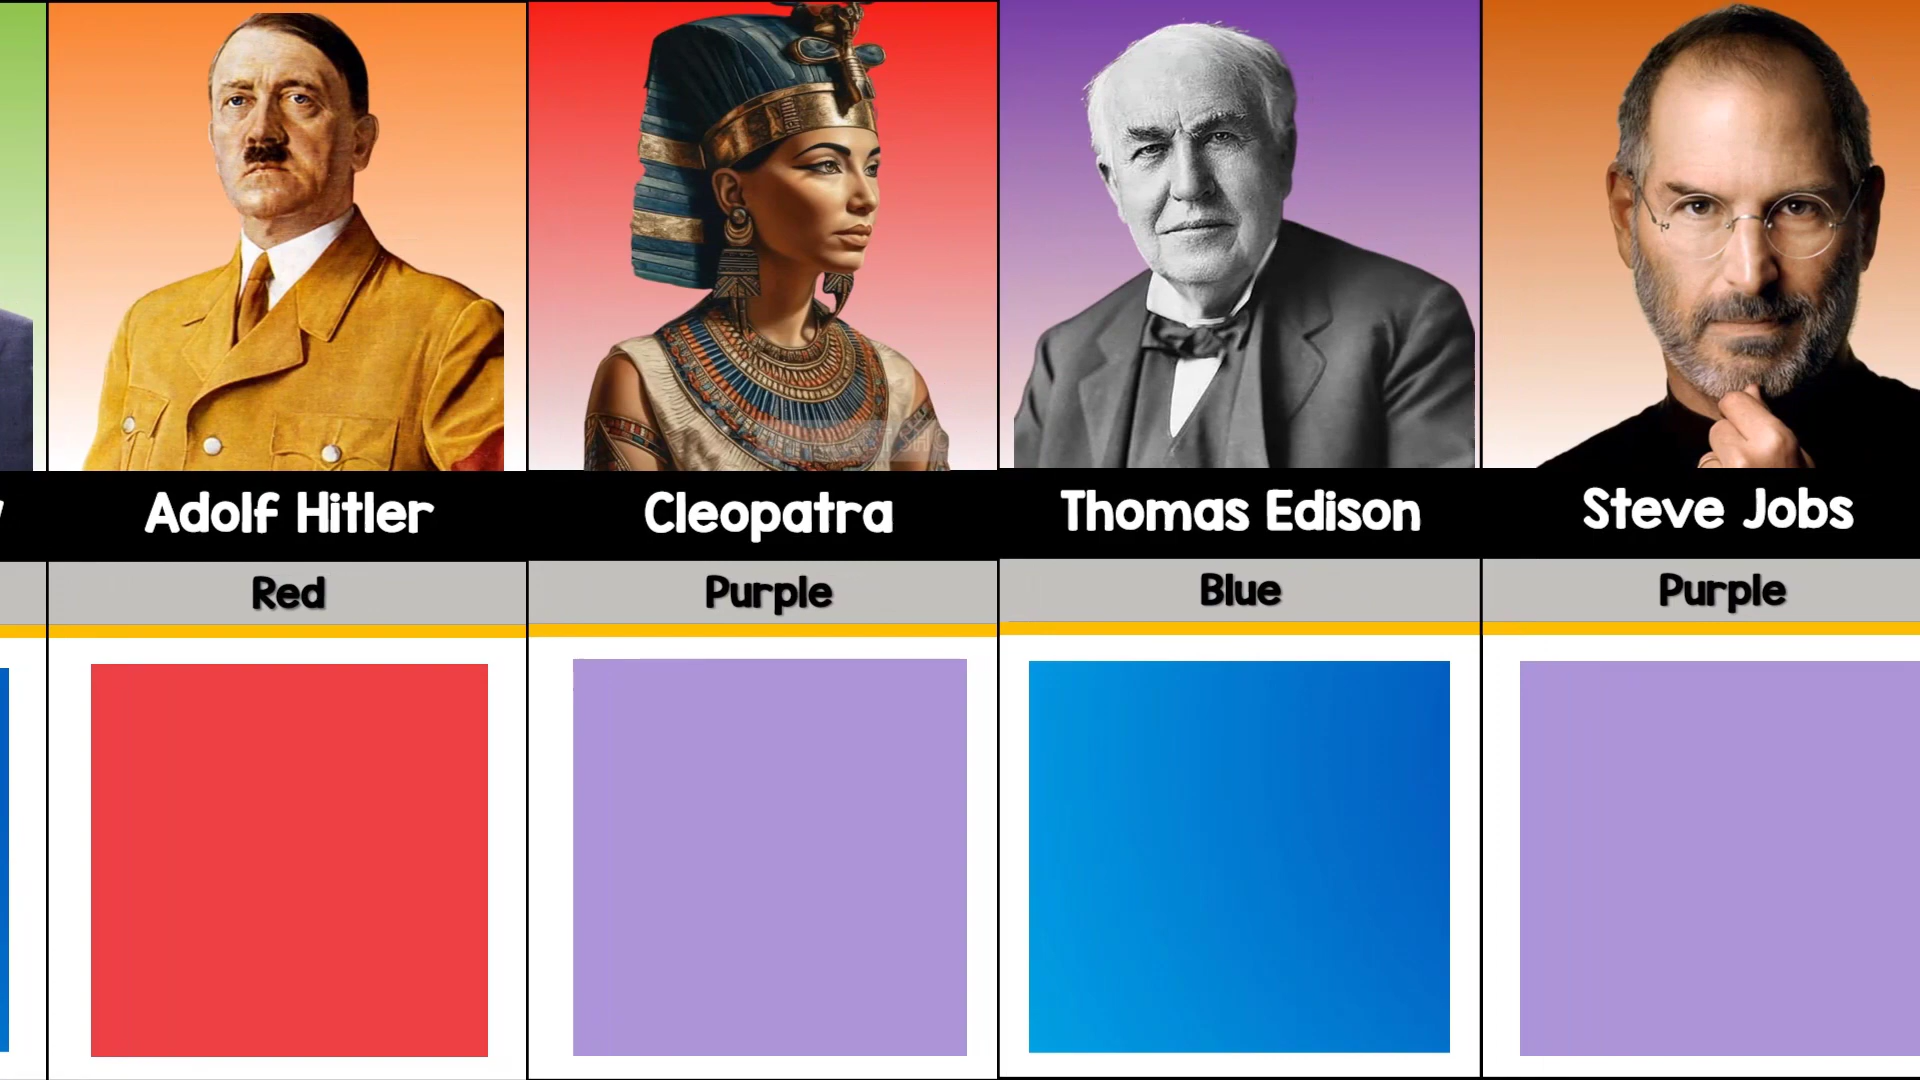 Adolf Hitler
Cleopatra
Thomas Edison
Steve Jobs
Red
Purple
Blue
Purple